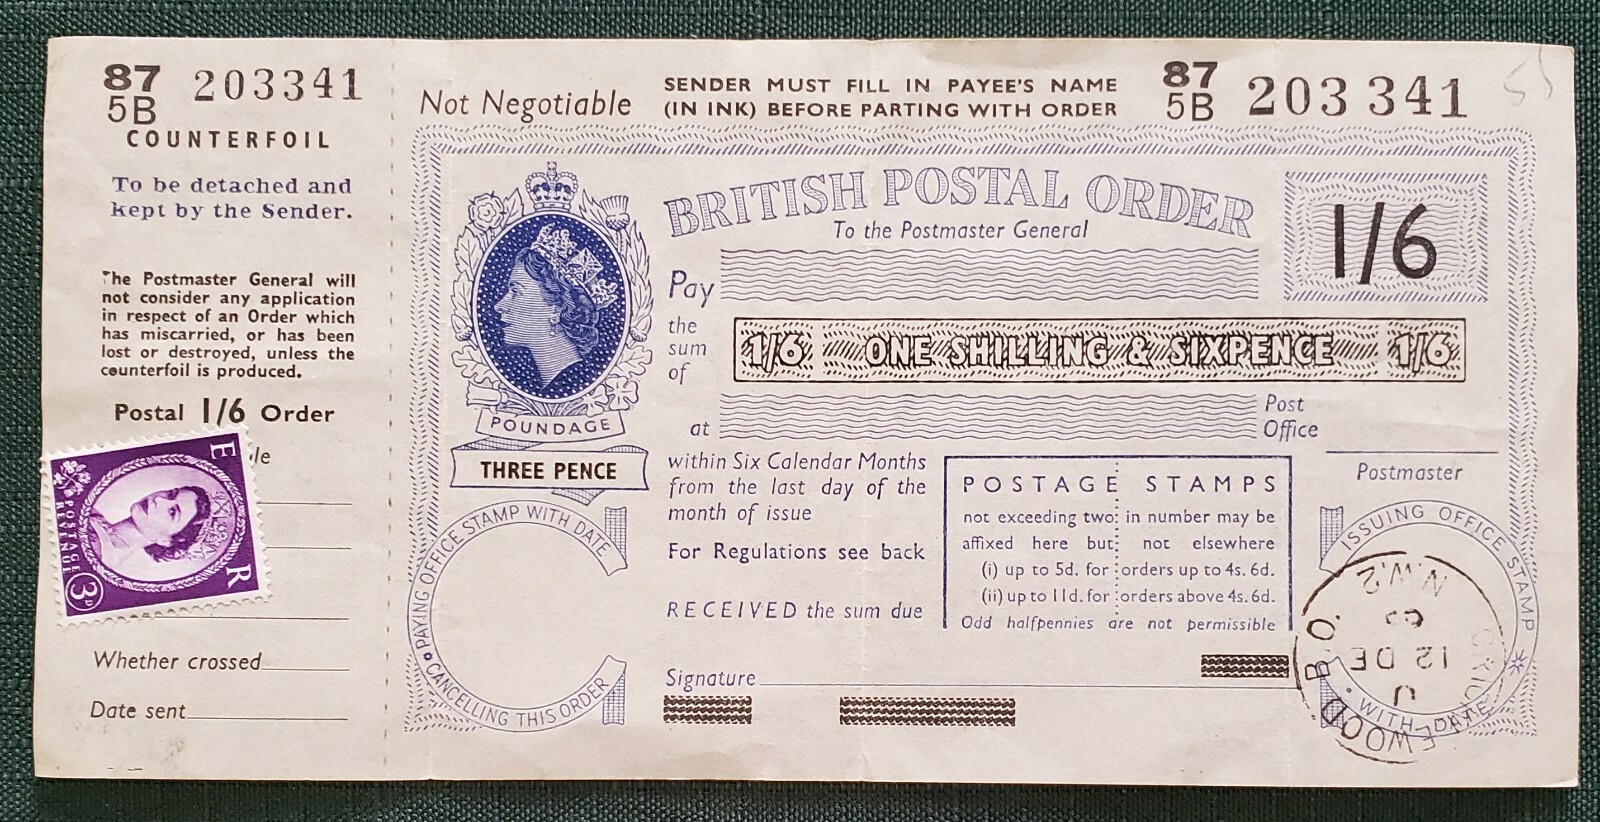 87
5B 203341
COUNTERFOIL
To be detached and
kept by the Sender.
The Postmaster General will
not consider any application
in respect of an Order which
has miscarried, or has been
lost or destroyed, unless the
counterfoil is produced.
Postal 1/6 Order
E R
POSTAGE
REVENUE
3D
Whether crossed
Date sent
Not Negotiable
SENDER MUST FILL IN PAYEE'S NAME
(IN INK) BEFORE PARTING WITH ORDER
87
5B 203341
BRITISH POSTAL ORDER
To the Postmaster General
1/6
Pay
the
sum
of
1/6 ONE SHILLING & SIXPENCE 1/6
at
Post
Office
POUNDAGE
THREE PENCE
within Six Calendar Months
from the last day of the
month of issue
For Regulations see back
RECEIVED the sum due
Signature
POSTAGE STAMPS
not exceeding two in number may be
affixed here but not elsewhere
(i) up to 5d. for orders up to 4s. 6d.
(ii) up to 11d. for orders above 4s. 6d.
Odd halfpennies are not permissible
Postmaster
PAYING OFFICE STAMP WITH DATE
CANCELLING THIS ORDER
ISSUING OFFICE STAMP
WITH DATE
CRICKLEWOOD B.O.
N.W.2
12 DE
J